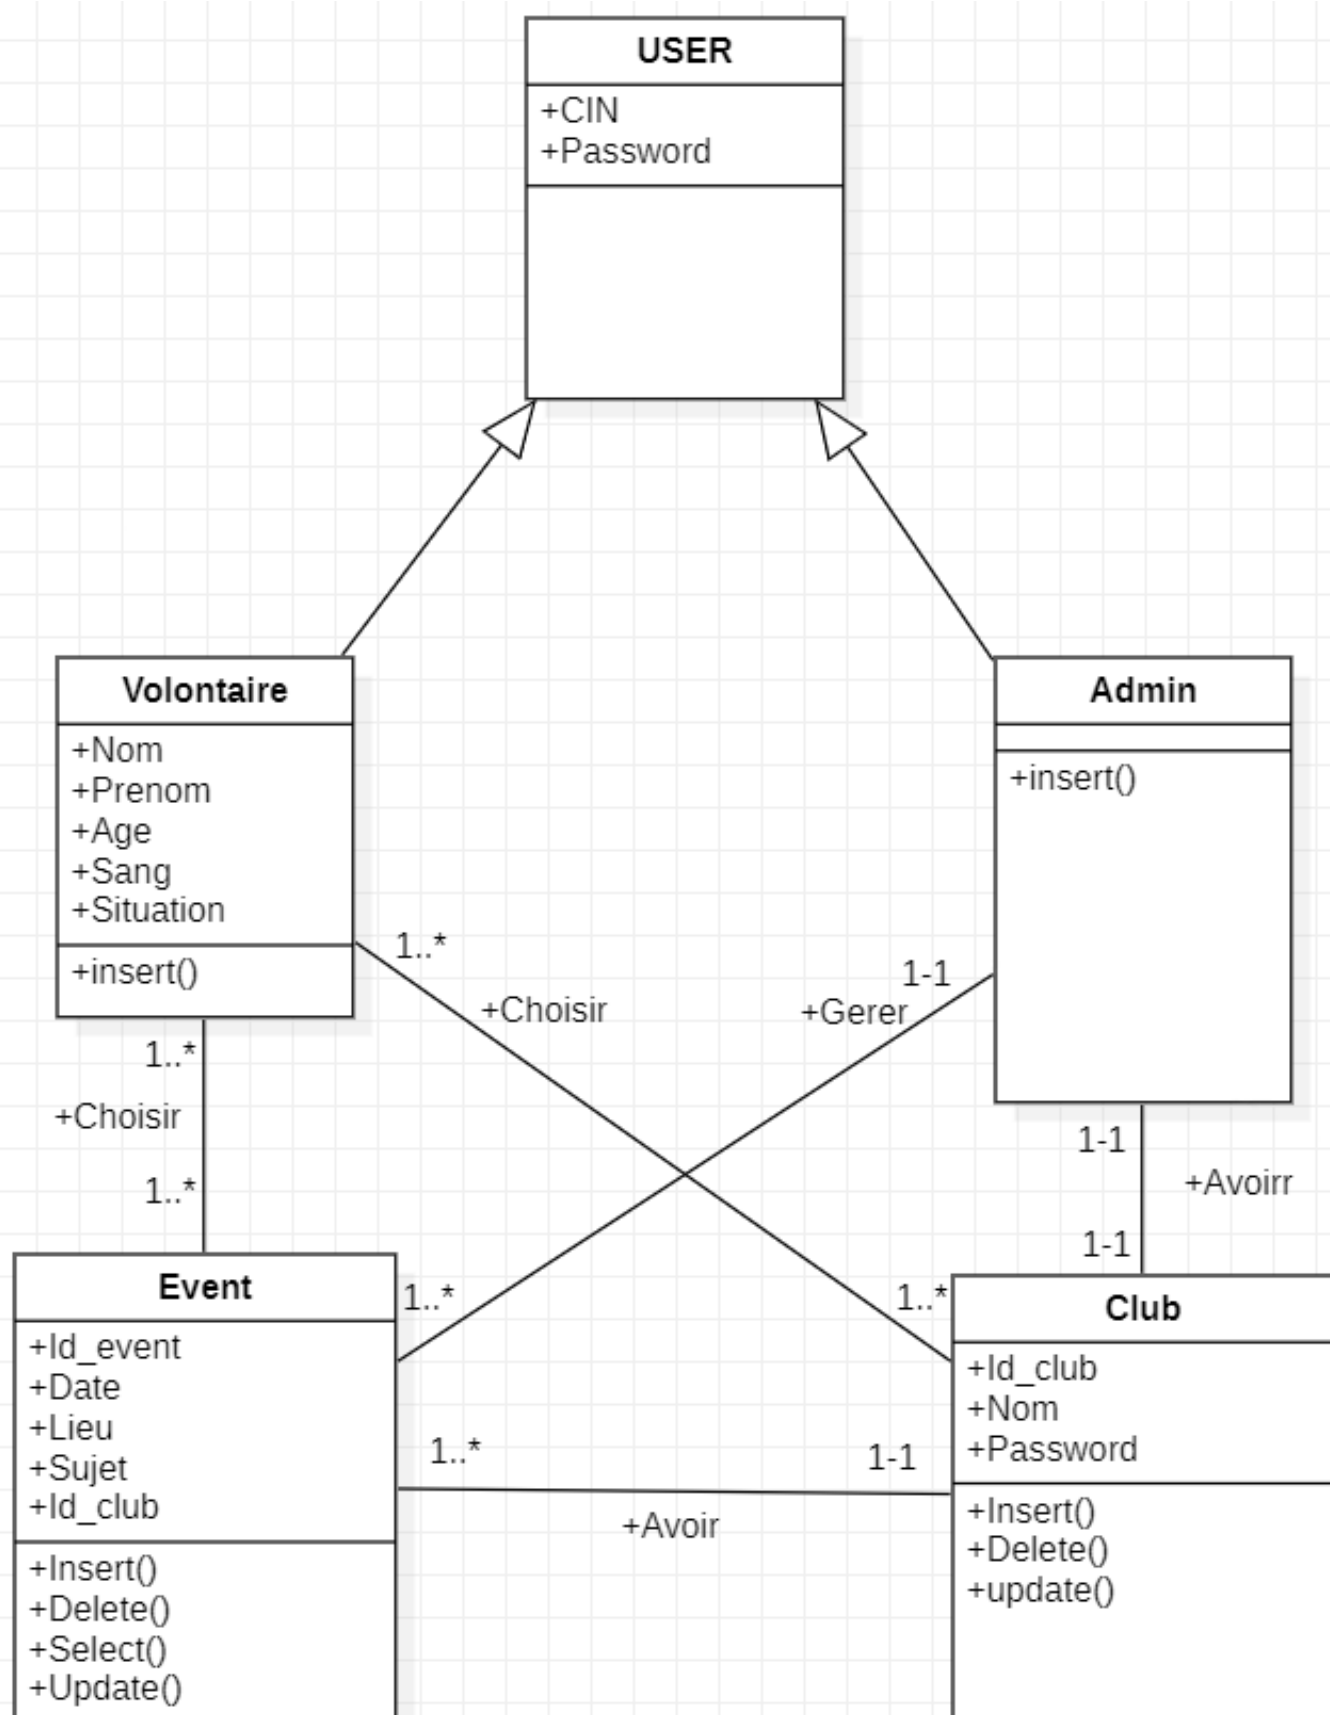 USER
+CIN
+Password
Volontaire
+Nom
+Prenom
+Age
+Sang
+Situation
+insert()
Admin
+insert()
1..*
+Choisir
1-1
+Gerer
1..*
+Choisir
1..*
1-1
+Avoirr
1-1
1..*
1..*
Event
+Id_event
+Date
+Lieu
+Sujet
+Id_club
+Insert()
+Delete()
+Select()
+Update()
1..*
1-1
+Avoir
Club
+Id_club
+Nom
+Password
+Insert()
+Delete()
+update()